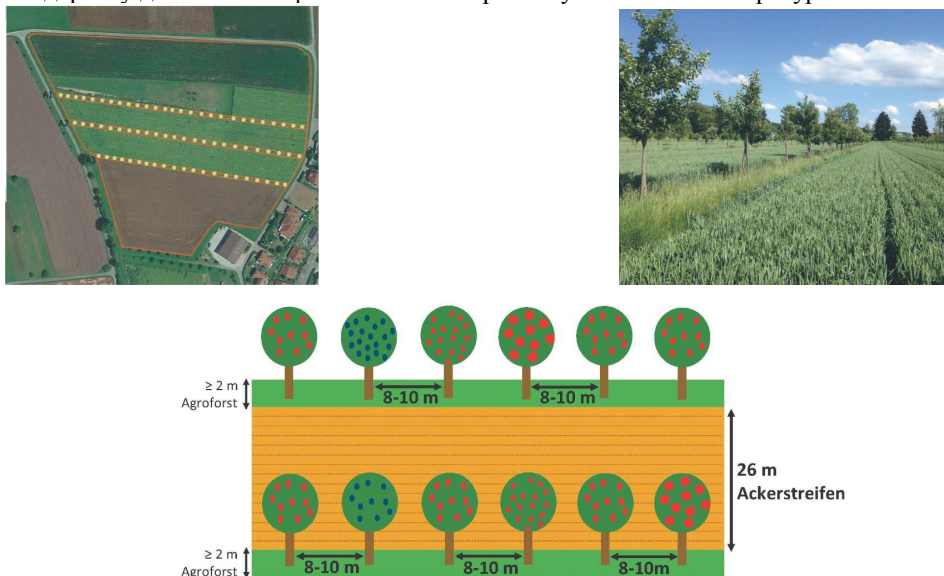 A1
A2
A3
≥ 2 m
Agroforst
8-10 m
8-10 m
26 m
Ackerstreifen
≥ 2 m
Agroforst
8-10 m
8-10 m
8-10m